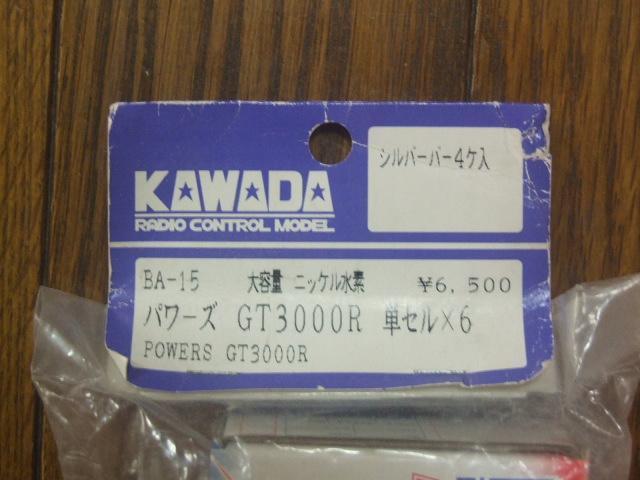 シルバーバー4ケ入
KAWADA
RADIO CONTROL MODEL
BA-15 大容量 ニッケル水素 ¥6,500
パワーズ GT3000R 単セル×6
POWERS GT3000R